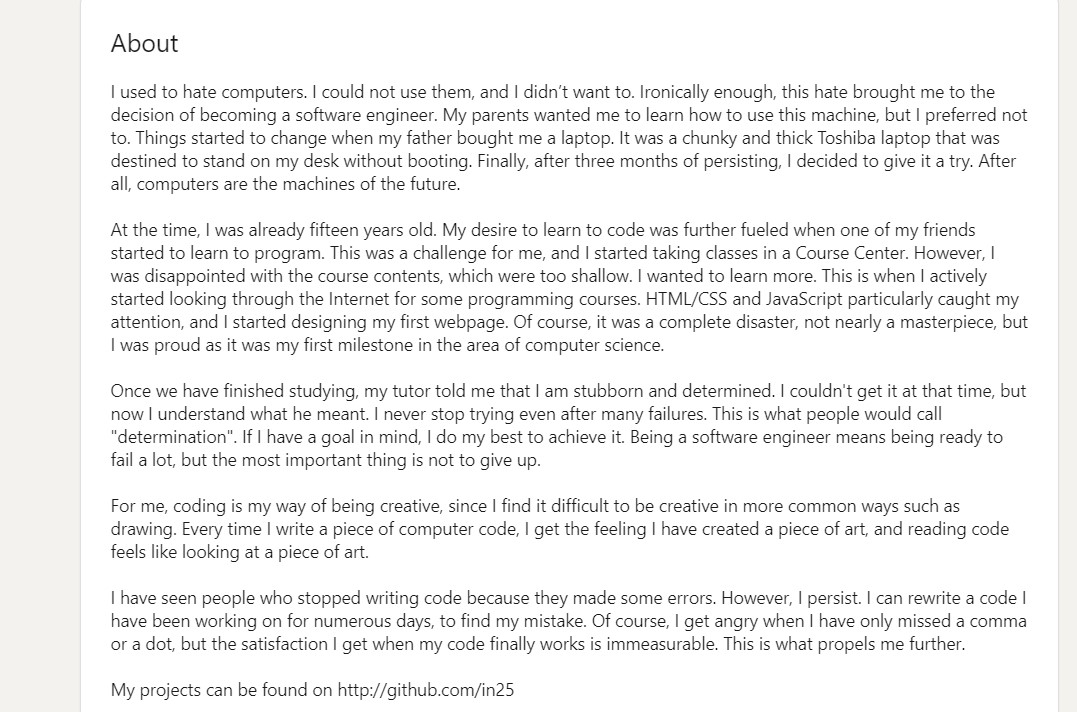 About
I used to hate computers. I could not use them, and I didn’t want to. Ironically enough, this hate brought me to the
decision of becoming a software engineer. My parents wanted me to learn how to use this machine, but I preferred not
to. Things started to change when my father bought me a laptop. It was a chunky and thick Toshiba laptop that was
destined to stand on my desk without booting. Finally, after three months of persisting, I decided to give it a try. After
all, computers are the machines of the future.
At the time, I was already fifteen years old. My desire to learn to code was further fueled when one of my friends
started to learn to program. This was a challenge for me, and I started taking classes in a Course Center. However, I
was disappointed with the course contents, which were too shallow. I wanted to learn more. This is when I actively
started looking through the Internet for some programming courses. HTML/CSS and JavaScript particularly caught my
attention, and I started designing my first webpage. Of course, it was a complete disaster, not nearly a masterpiece, but
I was proud as it was my first milestone in the area of computer science.
Once we have finished studying, my tutor told me that I am stubborn and determined. I couldn't get it at that time, but
now I understand what he meant. I never stop trying even after many failures. This is what people would call
"determination". If I have a goal in mind, I do my best to achieve it. Being a software engineer means being ready to
fail a lot, but the most important thing is not to give up.
For me, coding is my way of being creative, since I find it difficult to be creative in more common ways such as
drawing. Every time I write a piece of computer code, I get the feeling I have created a piece of art, and reading code
feels like looking at a piece of art.
I have seen people who stopped writing code because they made some errors. However, I persist. I can rewrite a code I
have been working on for numerous days, to find my mistake. Of course, I get angry when I have only missed a comma
or a dot, but the satisfaction I get when my code finally works is immeasurable. This is what propels me further.
My projects can be found on http://github.com/in25